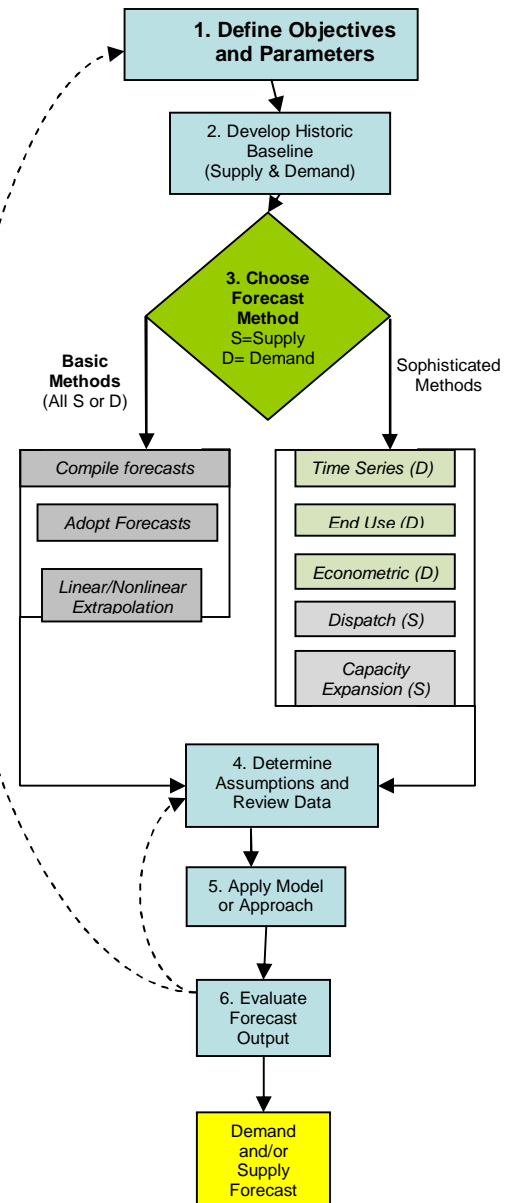 1. Define Objectives
and Parameters
2. Develop Historic
Baseline
(Supply & Demand)
3. Choose
Forecast
Method
S=Supply
D= Demand
Basic
Methods
(All S or D)
Sophisticated
Methods
Compile forecasts
Adopt Forecasts
Linear/Nonlinear
Extrapolation
Time Series (D)
End Use (D)
Econometric (D)
Dispatch (S)
Capacity
Expansion (S)
4. Determine
Assumptions and
Review Data
5. Apply Model
or Approach
6. Evaluate
Forecast
Output
Demand
and/or
Supply
Forecast